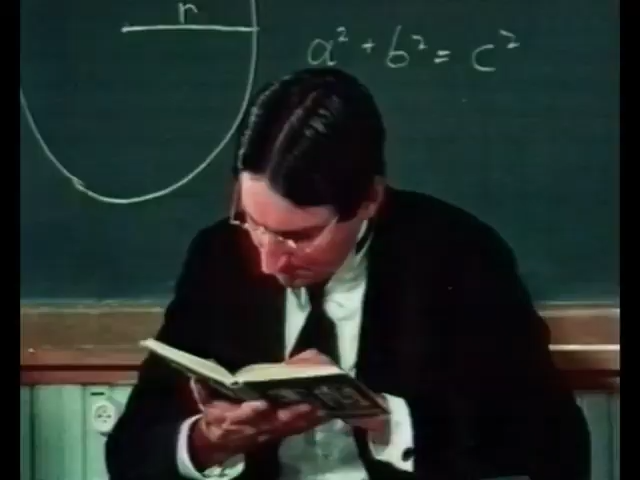 r
a² + b² = c²